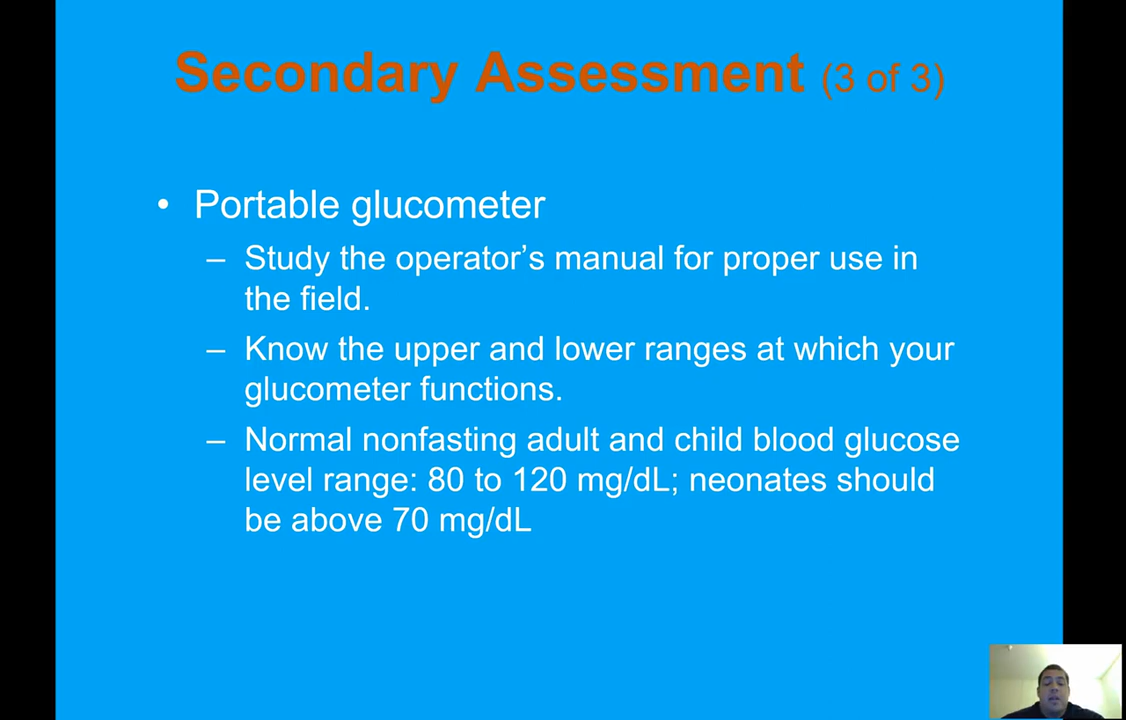 Secondary Assessment (3 of 3)
• Portable glucometer
– Study the operator’s manual for proper use in
the field.
– Know the upper and lower ranges at which your
glucometer functions.
– Normal nonfasting adult and child blood glucose
level range: 80 to 120 mg/dL; neonates should
be above 70 mg/dL